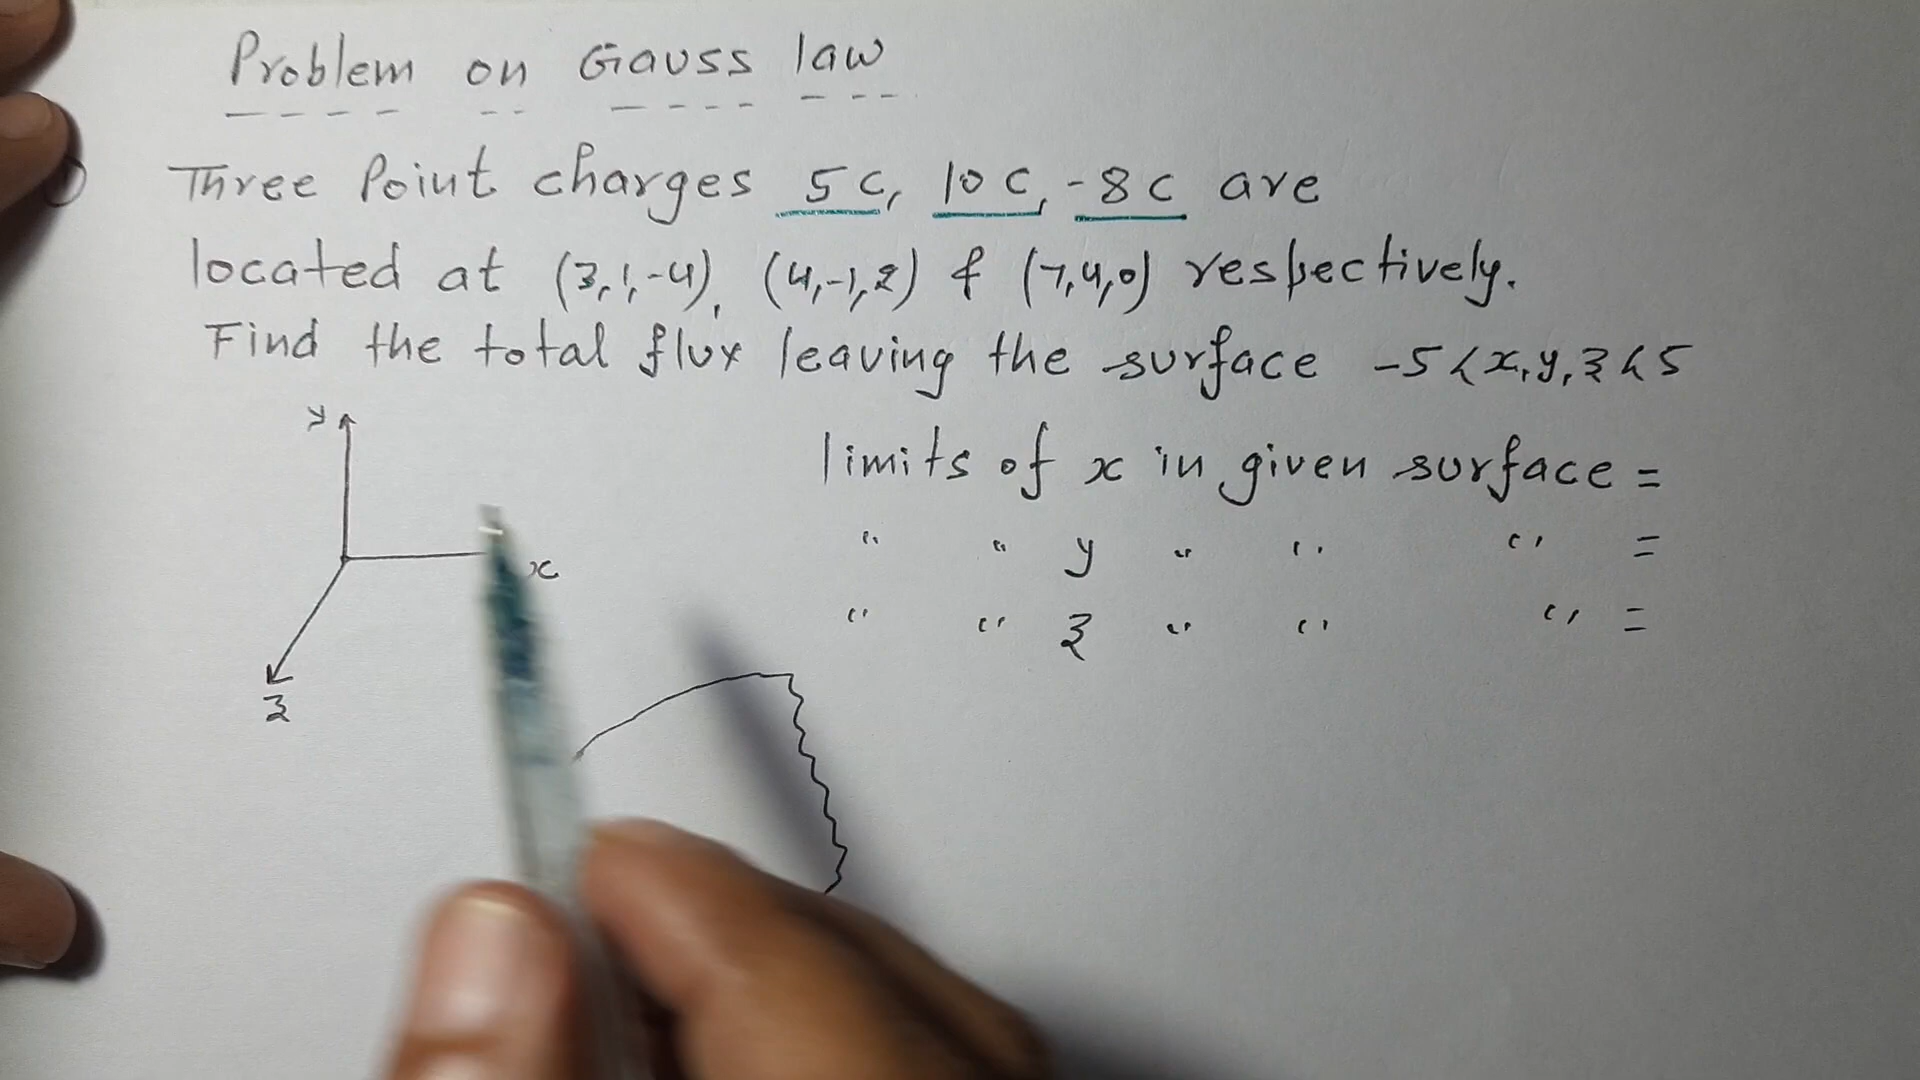 Problem on Gauss law
Three Point charges 5C, 10C, -8C are
located at (3,1,-4), (4,-1,2) & (7,4,0) respectively.
Find the total flux leaving the surface -5<x,y,z<5
y
x
z
limits of x in given surface =
" " y " " " =
" " z " " " =